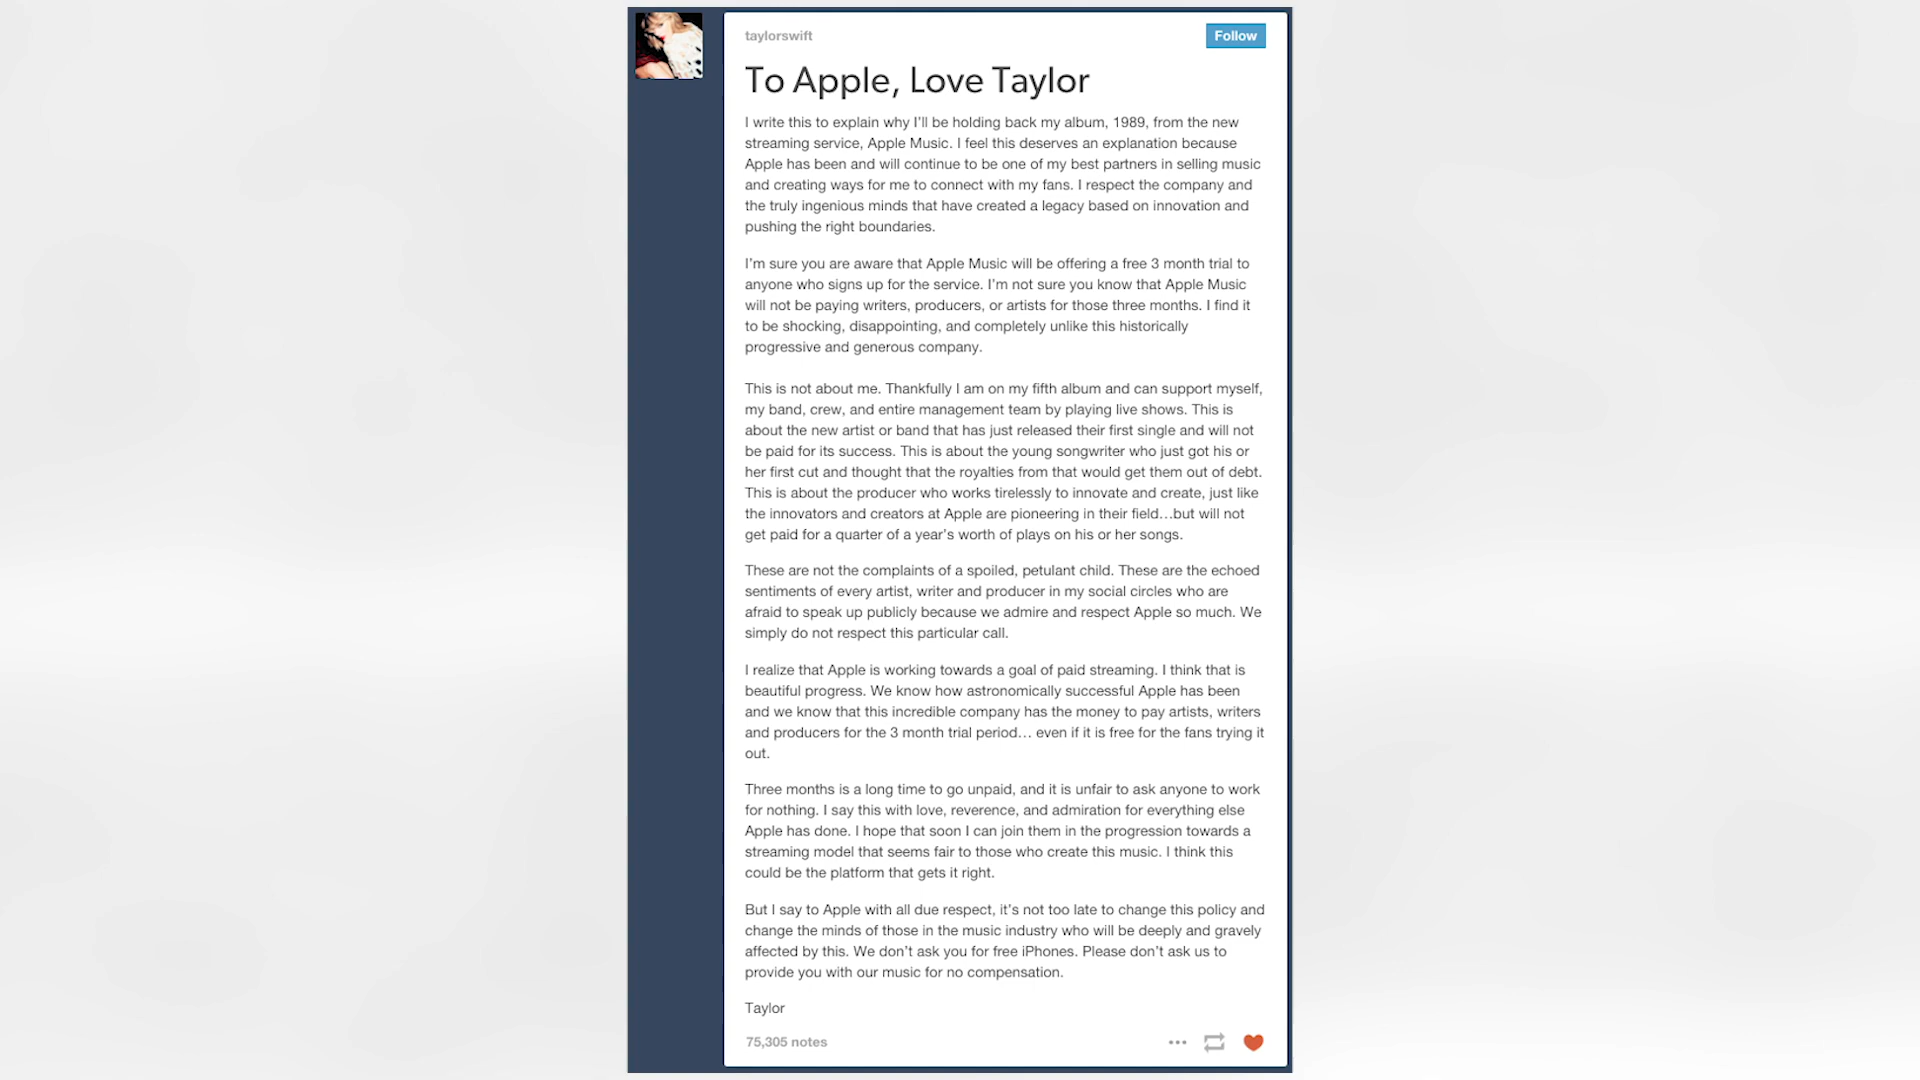 taylorswift
Follow
To Apple, Love Taylor
I write this to explain why I'll be holding back my album, 1989, from the new
streaming service, Apple Music. I feel this deserves an explanation because
Apple has been and will continue to be one of my best partners in selling music
and creating ways for me to connect with my fans. I respect the company and
the truly ingenious minds that have created a legacy based on innovation and
pushing the right boundaries.
I'm sure you are aware that Apple Music will be offering a free 3 month trial to
anyone who signs up for the service. I'm not sure you know that Apple Music
will not be paying writers, producers, or artists for those three months. I find it
to be shocking, disappointing, and completely unlike this historically
progressive and generous company.
This is not about me. Thankfully I am on my fifth album and can support myself,
my band, crew, and entire management team by playing live shows. This is
about the new artist or band that has just released their first single and will not
be paid for its success. This is about the young songwriter who just got his or
her first cut and thought that the royalties from that would get them out of debt.
This is about the producer who works tirelessly to innovate and create, just like
the innovators and creators at Apple are pioneering in their field…but will not
get paid for a quarter of a year's worth of plays on his or her songs.
These are not the complaints of a spoiled, petulant child. These are the echoed
sentiments of every artist, writer and producer in my social circles who are
afraid to speak up publicly because we admire and respect Apple so much. We
simply do not respect this particular call.
I realize that Apple is working towards a goal of paid streaming. I think that is
beautiful progress. We know how astronomically successful Apple has been
and we know that this incredible company has the money to pay artists, writers
and producers for the 3 month trial period… even if it is free for the fans trying it
out.
Three months is a long time to go unpaid, and it is unfair to ask anyone to work
for nothing. I say this with love, reverence, and admiration for everything else
Apple has done. I hope that soon I can join them in the progression towards a
streaming model that seems fair to those who create this music. I think this
could be the platform that gets it right.
But I say to Apple with all due respect, it's not too late to change this policy and
change the minds of those in the music industry who will be deeply and gravely
affected by this. We don't ask you for free iPhones. Please don't ask us to
provide you with our music for no compensation.
Taylor
75,305 notes